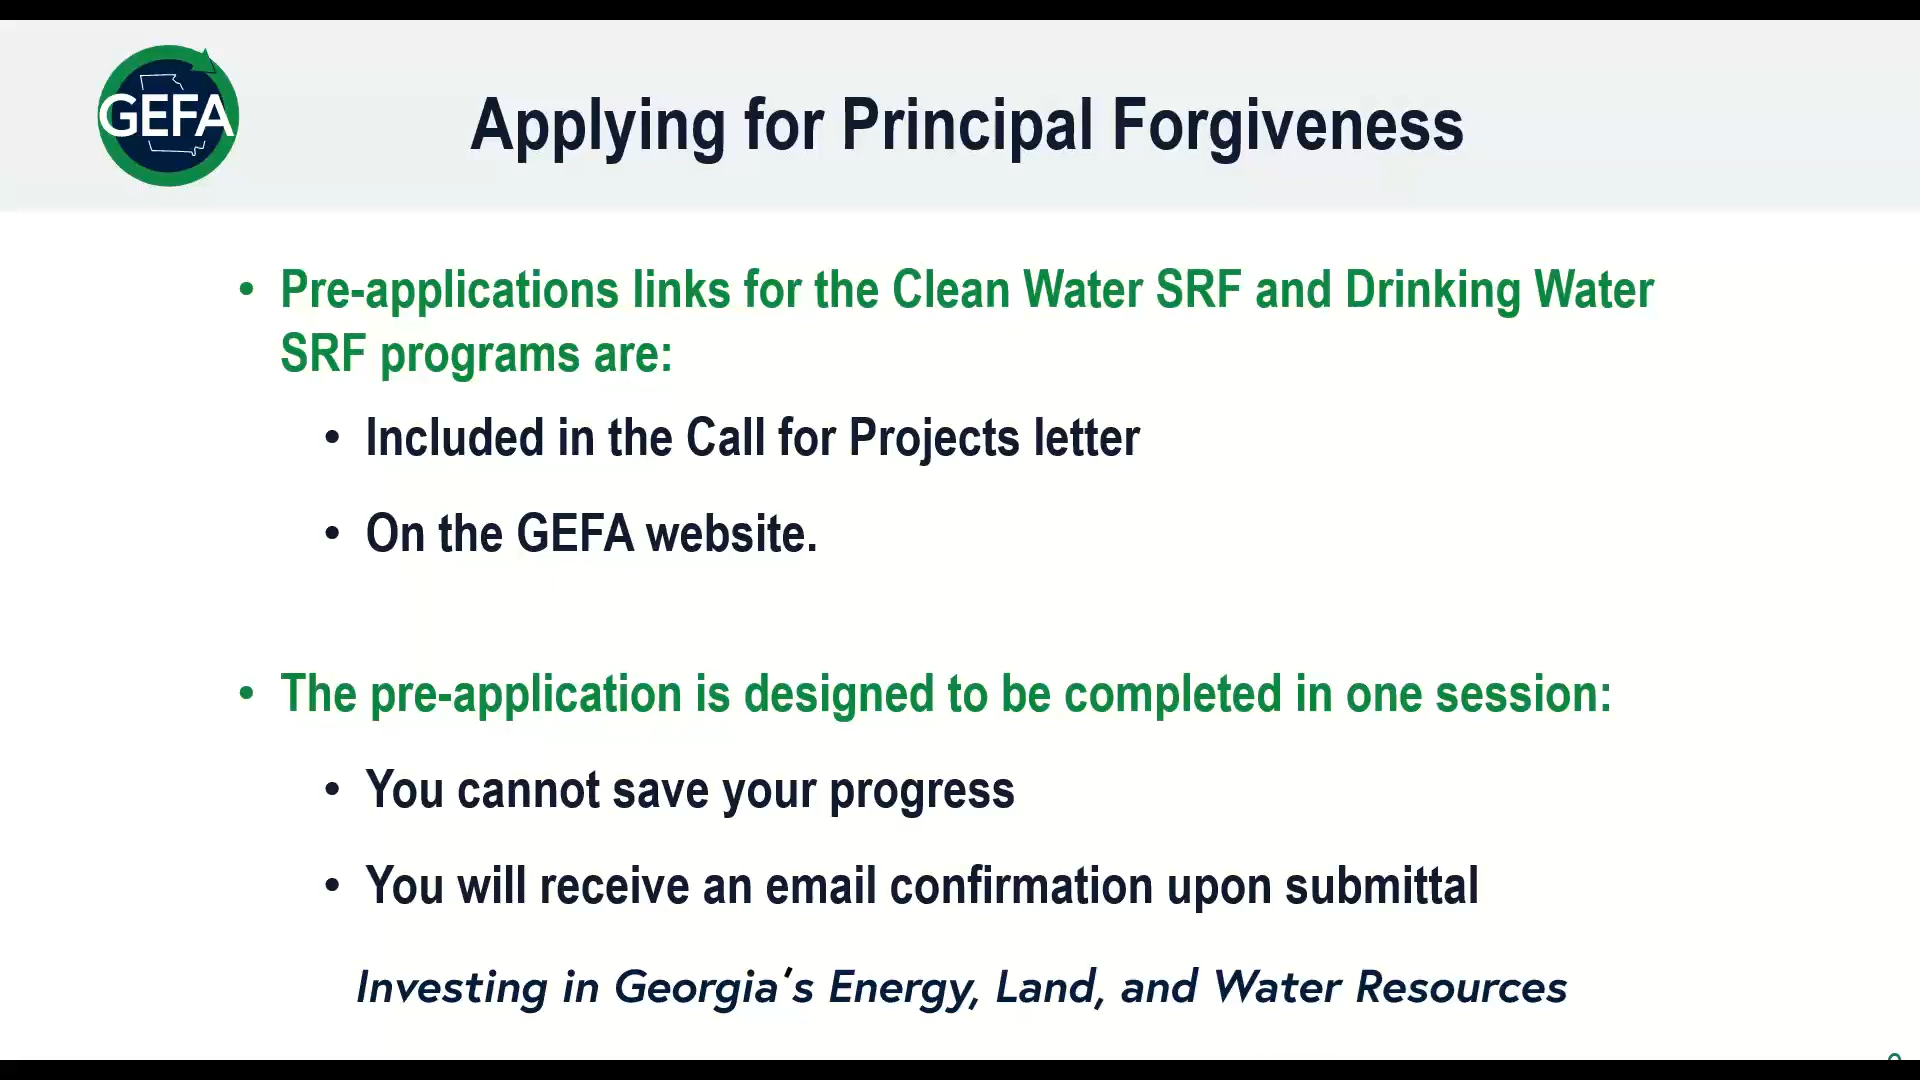 GEFA
Applying for Principal Forgiveness
• Pre-applications links for the Clean Water SRF and Drinking Water
SRF programs are:
• Included in the Call for Projects letter
• On the GEFA website.
• The pre-application is designed to be completed in one session:
• You cannot save your progress
• You will receive an email confirmation upon submittal
Investing in Georgia's Energy, Land, and Water Resources